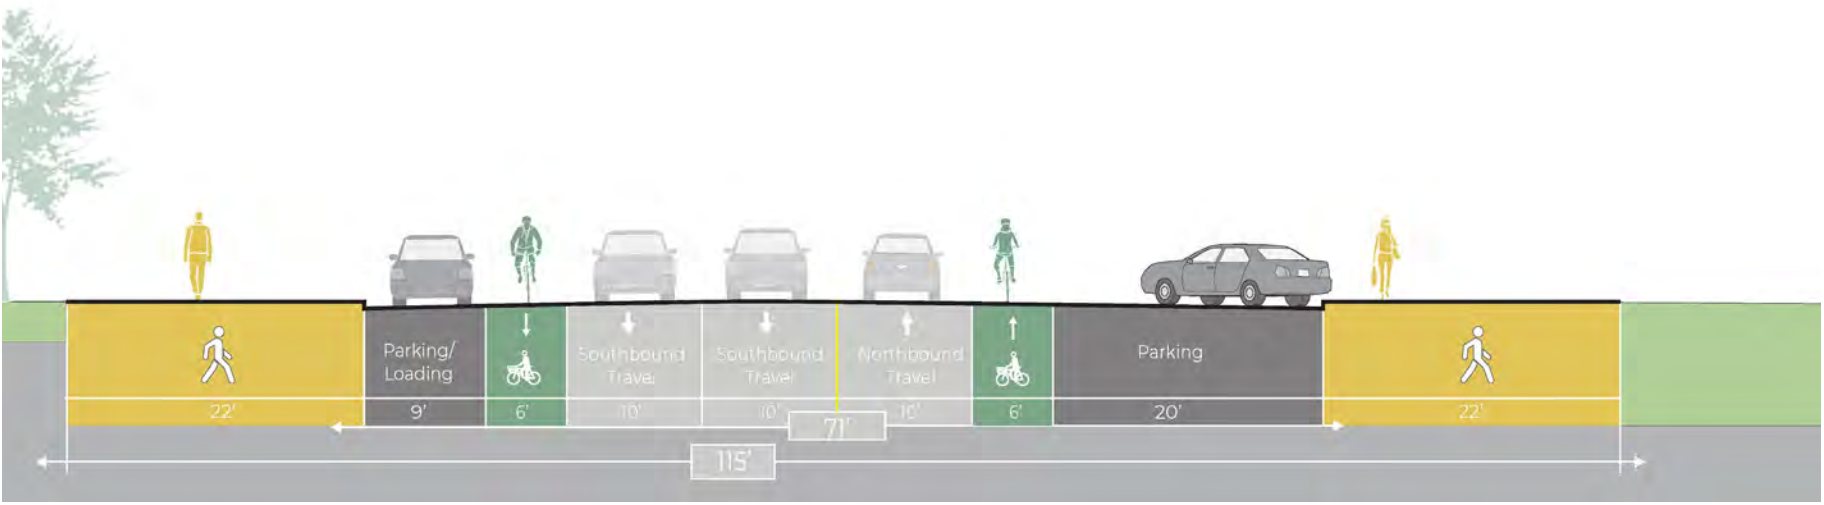 Parking/
Loading
Southbound
Travel
Southbound
Travel
Northbound
Travel
Parking
22'
9'
6'
10'
10'
10'
6'
20'
22'
71'
115'